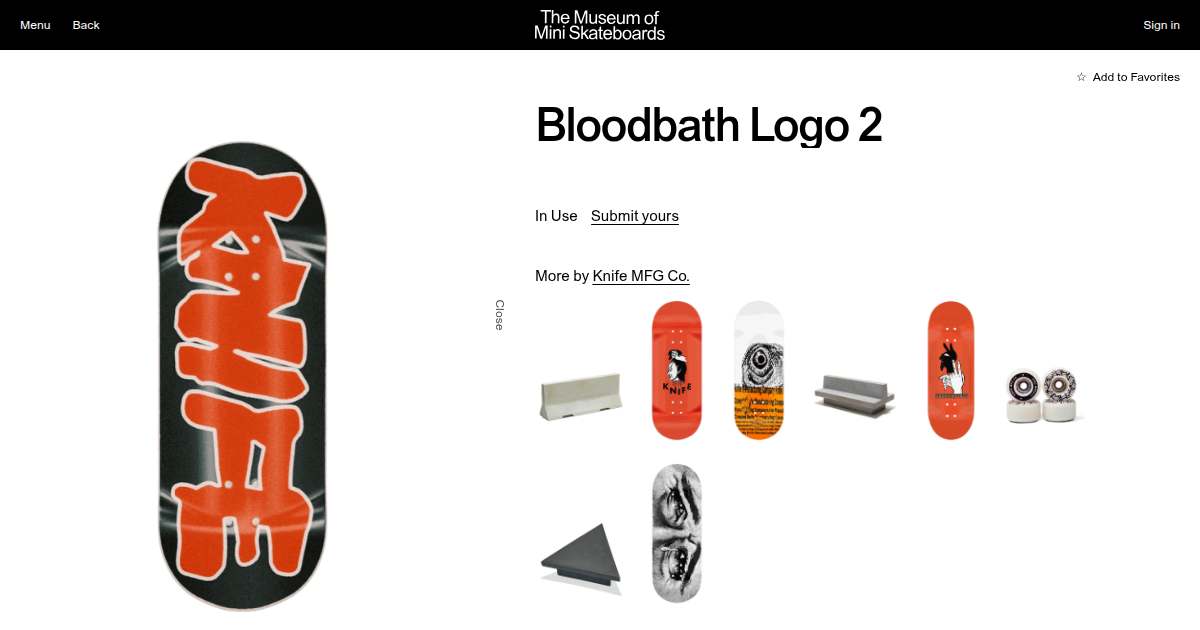 Menu
Back
The Museum of
Mini Skateboards
Sign in
☆ Add to Favorites
Bloodbath Logo 2
In Use Submit yours
More by Knife MFG Co.
Close
KNIFE
KNIFE